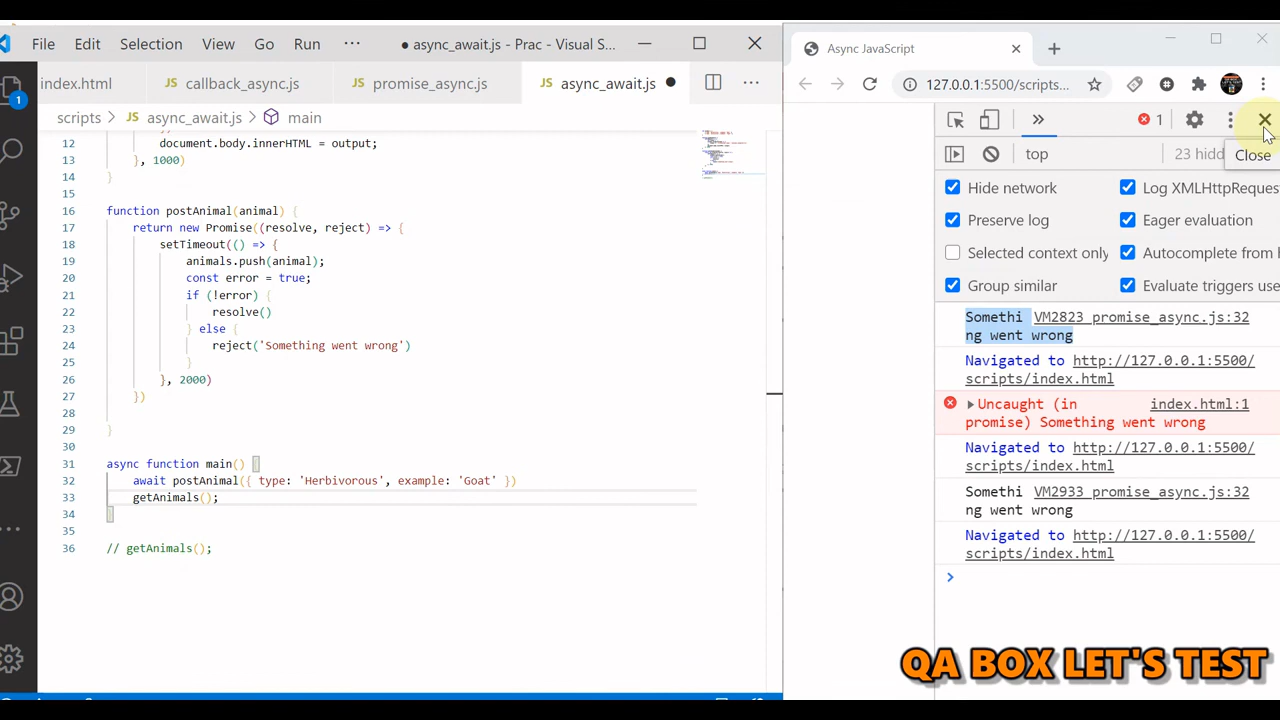 File Edit Selection View Go Run ··· ● async_await.js - Prac - Visual S...
index.html JS callback_async.js JS promise_async.js JS async_await.js ●
scripts > JS async_await.js > main
12 document.body.innerHTML = output;
13 }, 1000)
14 }
15
16 function postAnimal(animal) {
17 return new Promise((resolve, reject) => {
18 setTimeout(() => {
19 animals.push(animal);
20 const error = true;
21 if (!error) {
22 resolve()
23 } else {
24 reject('Something went wrong')
25 }
26 }, 2000)
27 })
28
29 }
30
31 async function main() {
32 await postAnimal({ type: 'Herbivorous', example: 'Goat' })
33 getAnimals();
34 }
35
36 // getAnimals();
1
Async JavaScript
127.0.0.1:5500/scripts...
1
Close
top 23 hidd
Hide network Log XMLHttpReques
Preserve log Eager evaluation
Selected context only Autocomplete from h
Group similar Evaluate triggers use
Somethi VM2823 promise_async.js:32
ng went wrong
Navigated to http://127.0.0.1:5500/
scripts/index.html
Uncaught (in index.html:1
promise) Something went wrong
Navigated to http://127.0.0.1:5500/
scripts/index.html
Somethi VM2933 promise_async.js:32
ng went wrong
Navigated to http://127.0.0.1:5500/
scripts/index.html
QA BOX LET'S TEST